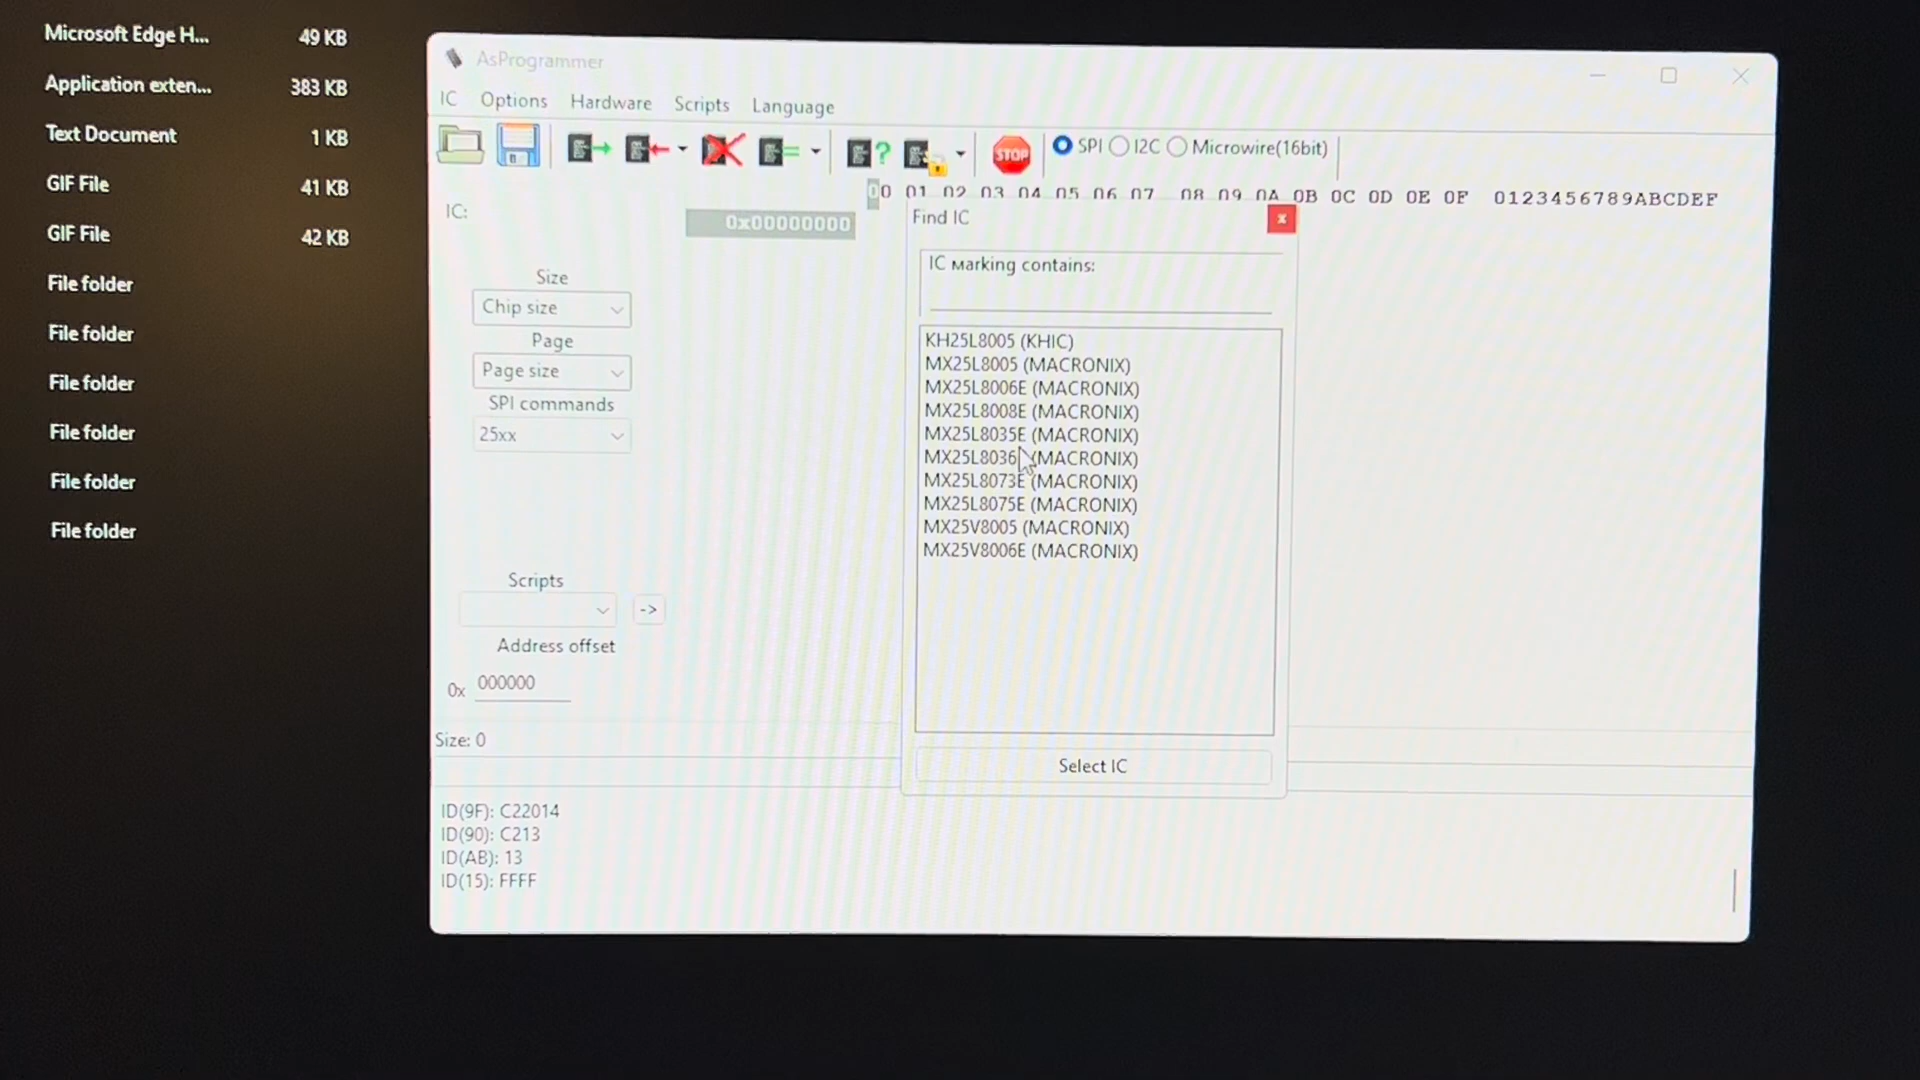 Microsoft Edge H... 49 KB
Application exten... 383 KB
Text Document 1 KB
GIF File 41 KB
GIF File 42 KB
File folder
File folder
File folder
File folder
File folder
File folder
AsProgrammer
IC Options Hardware Scripts Language
STOP SPI I2C Microwire(16bit)
00 01 02 03 04 05 06 07 08 09 0A 0B 0C 0D 0E 0F 0123456789ABCDEF
IC:
0x00000000
Size
Chip size
Page
Page size
SPI commands
25xx
Scripts
->
Address offset
0x 000000
Size: 0
Find IC
x
IC marking contains:
KH25L8005 (KHIC)
MX25L8005 (MACRONIX)
MX25L8006E (MACRONIX)
MX25L8008E (MACRONIX)
MX25L8035E (MACRONIX)
MX25L8036 (MACRONIX)
MX25L8073E (MACRONIX)
MX25L8075E (MACRONIX)
MX25V8005 (MACRONIX)
MX25V8006E (MACRONIX)
Select IC
ID(9F): C22014
ID(90): C213
ID(AB): 13
ID(15): FFFF